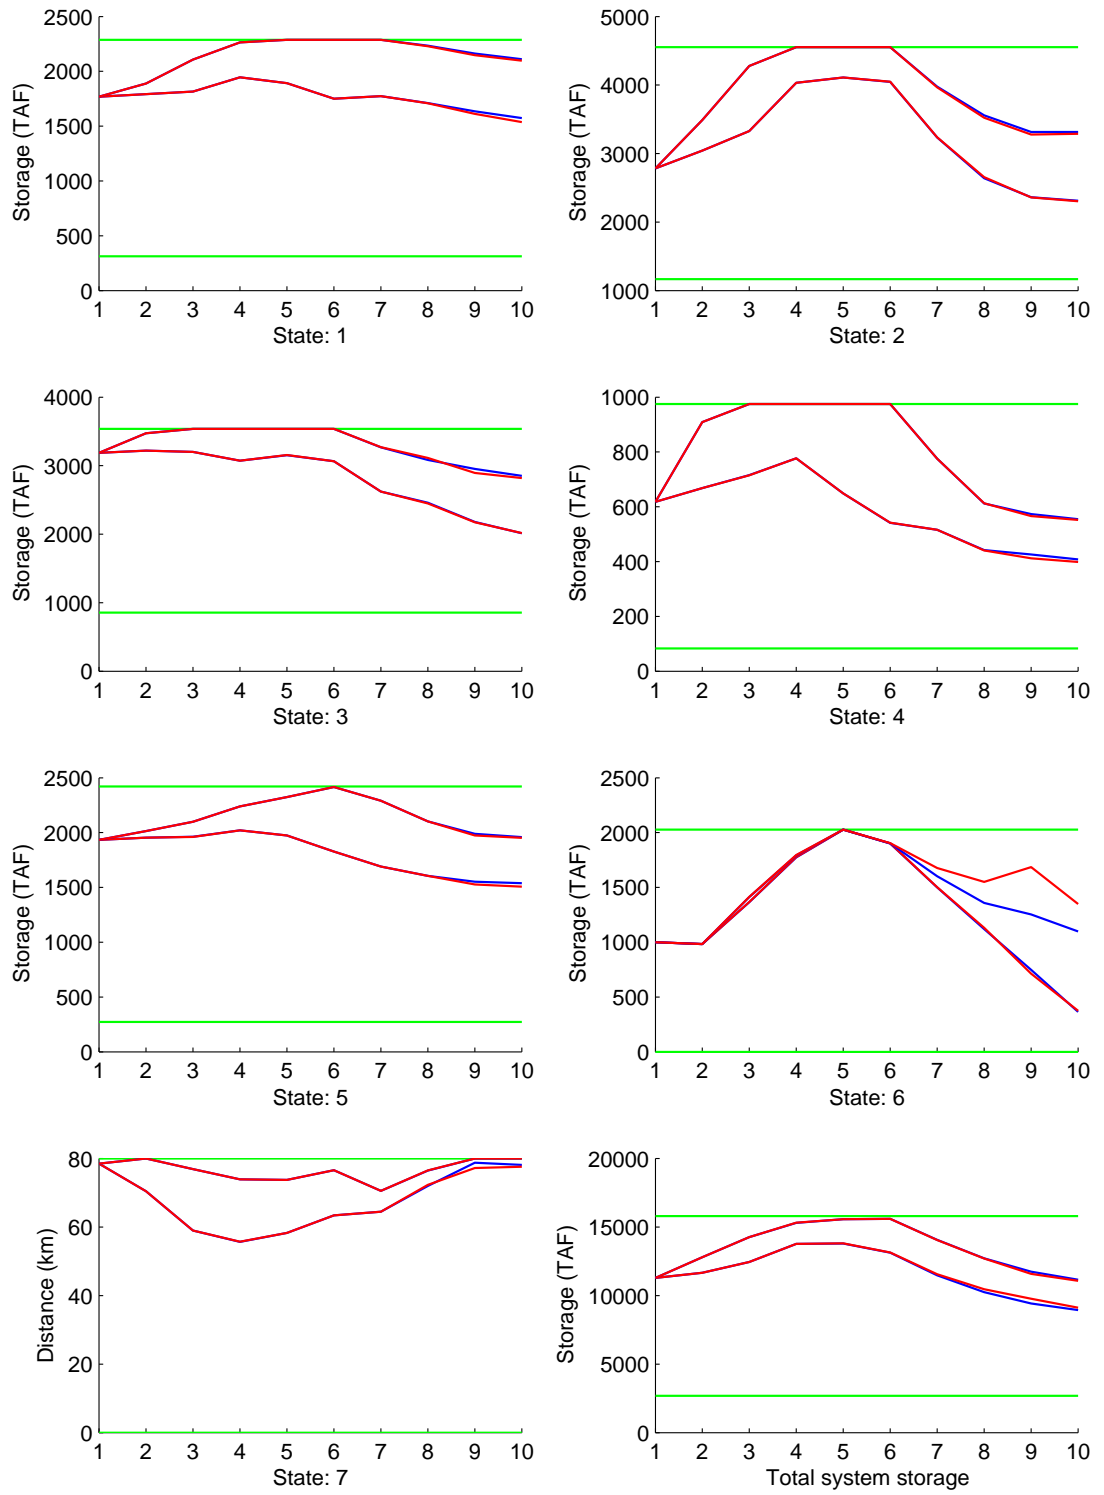 2500
2000
1500
1000
500
0
Storage (TAF)
1 2 3 4 5 6 7 8 9 10
State: 1
5000
4000
3000
2000
1000
Storage (TAF)
1 2 3 4 5 6 7 8 9 10
State: 2
4000
3000
2000
1000
0
Storage (TAF)
1 2 3 4 5 6 7 8 9 10
State: 3
1000
800
600
400
200
0
Storage (TAF)
1 2 3 4 5 6 7 8 9 10
State: 4
2500
2000
1500
1000
500
0
Storage (TAF)
1 2 3 4 5 6 7 8 9 10
State: 5
2500
2000
1500
1000
500
0
Storage (TAF)
1 2 3 4 5 6 7 8 9 10
State: 6
80
60
40
20
0
Distance (km)
1 2 3 4 5 6 7 8 9 10
State: 7
20000
15000
10000
5000
0
Storage (TAF)
1 2 3 4 5 6 7 8 9 10
Total system storage